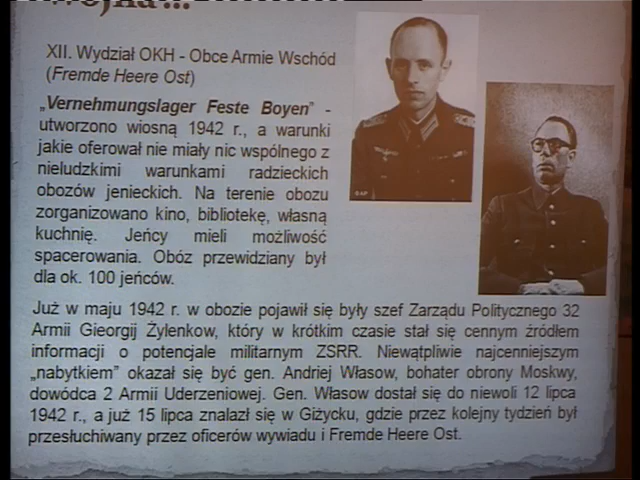 XII. Wydział OKH - Obce Armie Wschód
(Fremde Heere Ost)
„Vernehmungslager Feste Boyen" -
utworzono wiosną 1942 r., a warunki
jakie oferował nie miały nic wspólnego z
nieludzkimi warunkami radzieckich
obozów jenieckich. Na terenie obozu
zorganizowano kino, bibliotekę, własną
kuchnię. Jeńcy mieli możliwość
spacerowania. Obóz przewidziany był
dla ok. 100 jeńców.
Już w maju 1942 r. w obozie pojawił się były szef Zarządu Politycznego 32
Armii Gieorgij Żylenkow, który w krótkim czasie stał się cennym źródłem
informacji o potencjale militarnym ZSRR. Niewątpliwie najcenniejszym
„nabytkiem" okazał się być gen. Andriej Własow, bohater obrony Moskwy,
dowódca 2 Armii Uderzeniowej. Gen. Własow dostał się do niewoli 12 lipca
1942 r., a już 15 lipca znalazł się w Giżycku, gdzie przez kolejny tydzień był
przesłuchiwany przez oficerów wywiadu i Fremde Heere Ost.